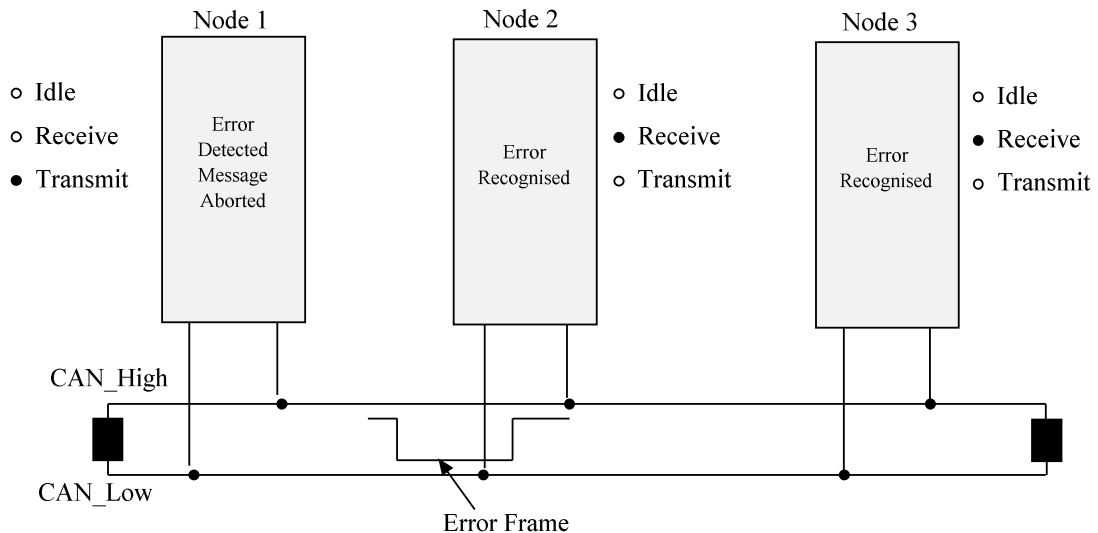 Node 1
Node 2
Node 3
Idle
Receive
Transmit
Error
Detected
Message
Aborted
Error
Recognised
Idle
Receive
Transmit
Error
Recognised
Idle
Receive
Transmit
CAN_High
CAN_Low
Error Frame